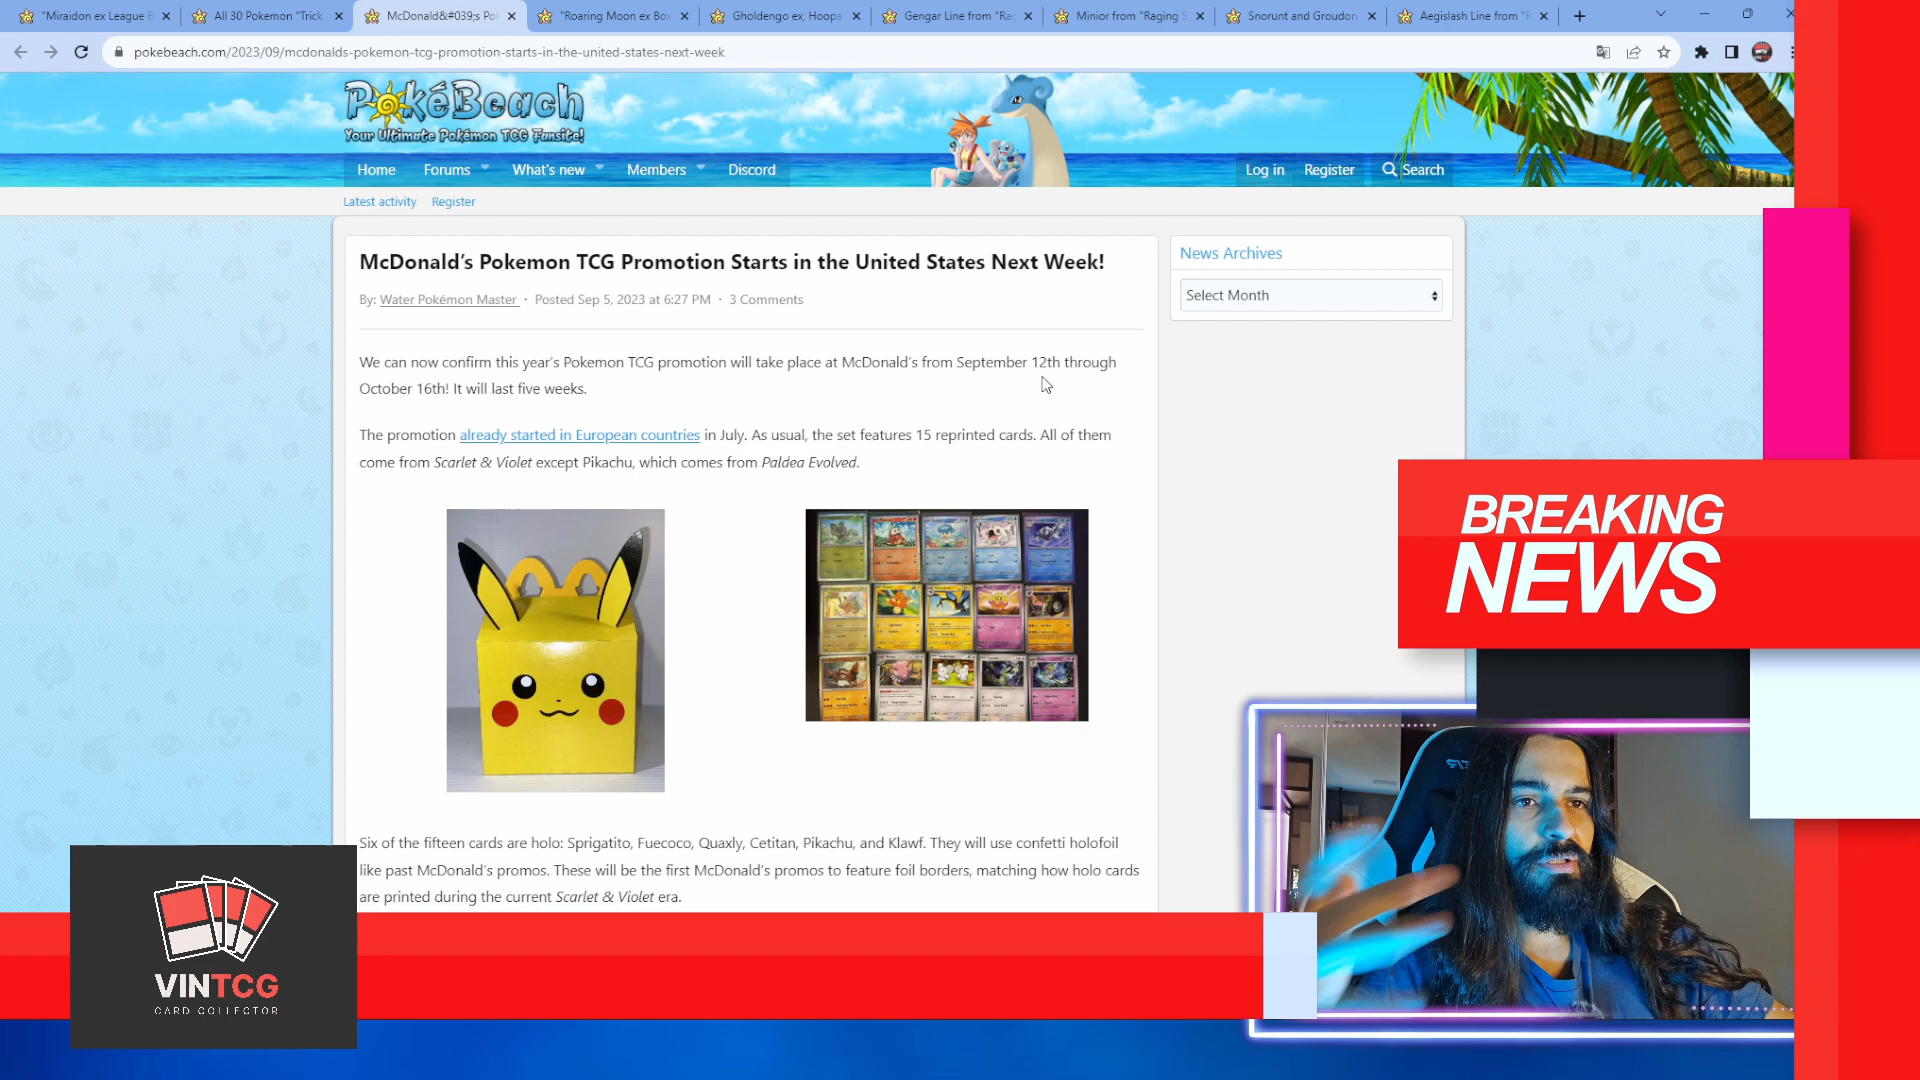 "Miraidon ex League B
All 30 Pokemon "Trick
McDonald&#039;s Po
"Roaring Moon ex Bo
Gholdengo ex, Hoopa
Gengar Line from "Ra
Minior from "Raging S
Snorunt and Groudon
Aegislash Line from "R
pokebeach.com/2023/09/mcdonalds-pokemon-tcg-promotion-starts-in-the-united-states-next-week
PokéBeach
Your Ultimate Pokémon TCG Fansite!
Home
Forums
What's new
Members
Discord
Log in
Register
Search
Latest activity
Register
McDonald's Pokemon TCG Promotion Starts in the United States Next Week!
By: Water Pokémon Master · Posted Sep 5, 2023 at 6:27 PM · 3 Comments
News Archives
Select Month
We can now confirm this year's Pokemon TCG promotion will take place at McDonald's from September 12th through
October 16th! It will last five weeks.
The promotion already started in European countries in July. As usual, the set features 15 reprinted cards. All of them
come from Scarlet & Violet except Pikachu, which comes from Paldea Evolved.
BREAKING
NEWS
Six of the fifteen cards are holo: Sprigatito, Fuecoco, Quaxly, Cetitan, Pikachu, and Klawf. They will use confetti holofoil
like past McDonald's promos. These will be the first McDonald's promos to feature foil borders, matching how holo cards
are printed during the current Scarlet & Violet era.
VINTCG
CARD COLLECTOR